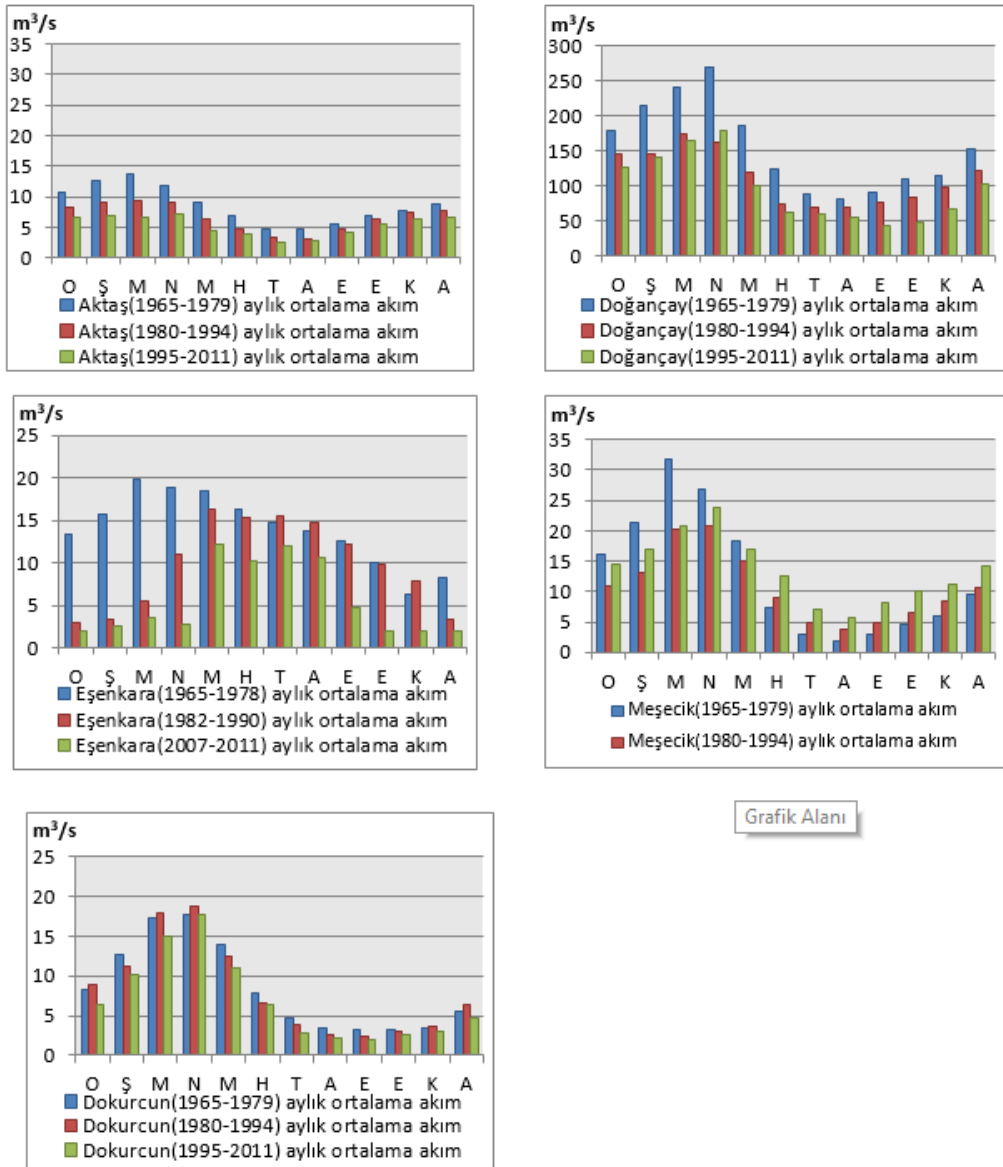 m³/s
35
30
25
20
15
10
5
0
O Ş M N M H T A E E K A
Aktaş(1965-1979) aylık ortalama akım
Aktaş(1980-1994) aylık ortalama akım
Aktaş(1995-2011) aylık ortalama akım
m³/s
300
250
200
150
100
50
0
O Ş M N M H T A E E K A
Doğançay(1965-1979) aylık ortalama akım
Doğançay(1980-1994) aylık ortalama akım
Doğançay(1995-2011) aylık ortalama akım
m³/s
25
20
15
10
5
0
O Ş M N M H T A E E K A
Eşenkara(1965-1978) aylık ortalama akım
Eşenkara(1982-1990) aylık ortalama akım
Eşenkara(2007-2011) aylık ortalama akım
m³/s
35
30
25
20
15
10
5
0
O Ş M N M H T A E E K A
Meşecik(1965-1979) aylık ortalama akım
Meşecik(1980-1994) aylık ortalama akım
Grafik Alanı
m³/s
25
20
15
10
5
0
O Ş M N M H T A E E K A
Dokurcun(1965-1979) aylık ortalama akım
Dokurcun(1980-1994) aylık ortalama akım
Dokurcun(1995-2011) aylık ortalama akım